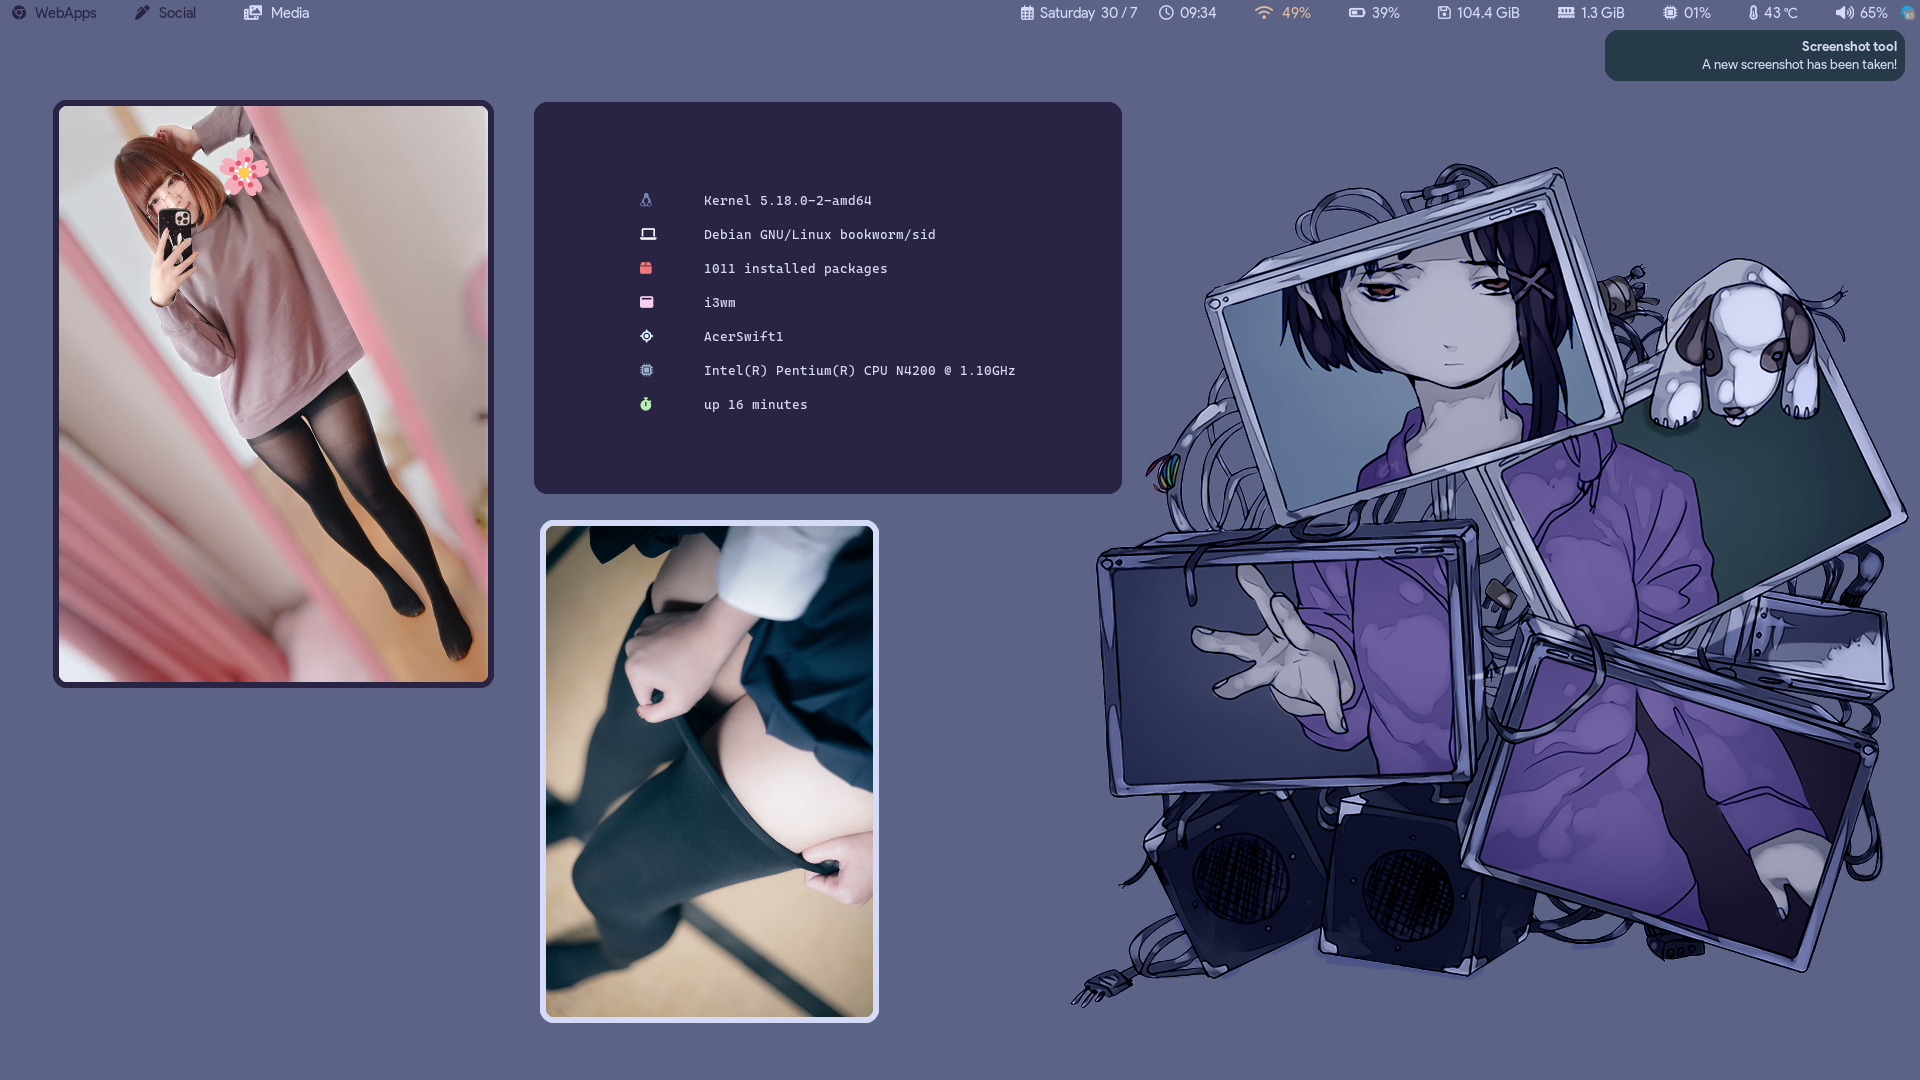 WebApps
Social
Media
Saturday 30 / 7
09:34
49%
39%
104.4 GiB
1.3 GiB
01%
43 °C
65%
Screenshot tool
A new screenshot has been taken!
Kernel 5.18.0-2-amd64
Debian GNU/Linux bookworm/sid
1011 installed packages
i3wm
AcerSwift1
Intel(R) Pentium(R) CPU N4200 @ 1.10GHz
up 16 minutes